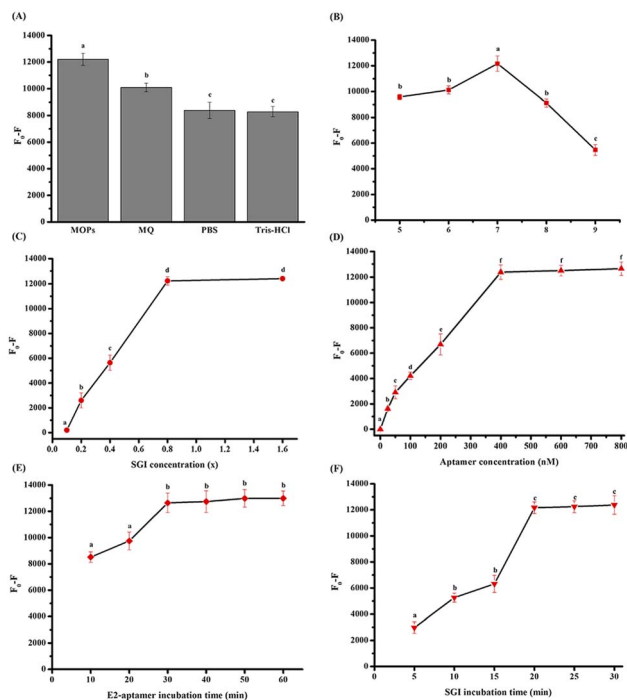 (A)
F₀-F
14000
12000
10000
8000
6000
4000
2000
0
a
b
c
c
MOPs
MQ
PBS
Tris-HCl
(B)
F₀-F
14000
12000
10000
8000
6000
4000
2000
0
b
b
a
b
c
5
6
7
8
9
(C)
F₀-F
14000
12000
10000
8000
6000
4000
2000
0
a
b
c
d
d
0.0
0.2
0.4
0.6
0.8
1.0
1.2
1.4
1.6
SGI concentration (x)
(D)
F₀-F
14000
12000
10000
8000
6000
4000
2000
0
a
b
c
d
e
f
f
f
0
100
200
300
400
500
600
700
800
Aptamer concentration (nM)
(E)
F₀-F
14000
12000
10000
8000
6000
4000
2000
0
a
a
b
b
b
b
0
10
20
30
40
50
60
E2-aptamer incubation time (min)
(F)
F₀-F
14000
12000
10000
8000
6000
4000
2000
0
a
b
b
c
c
c
0
5
10
15
20
25
30
SGI incubation time (min)